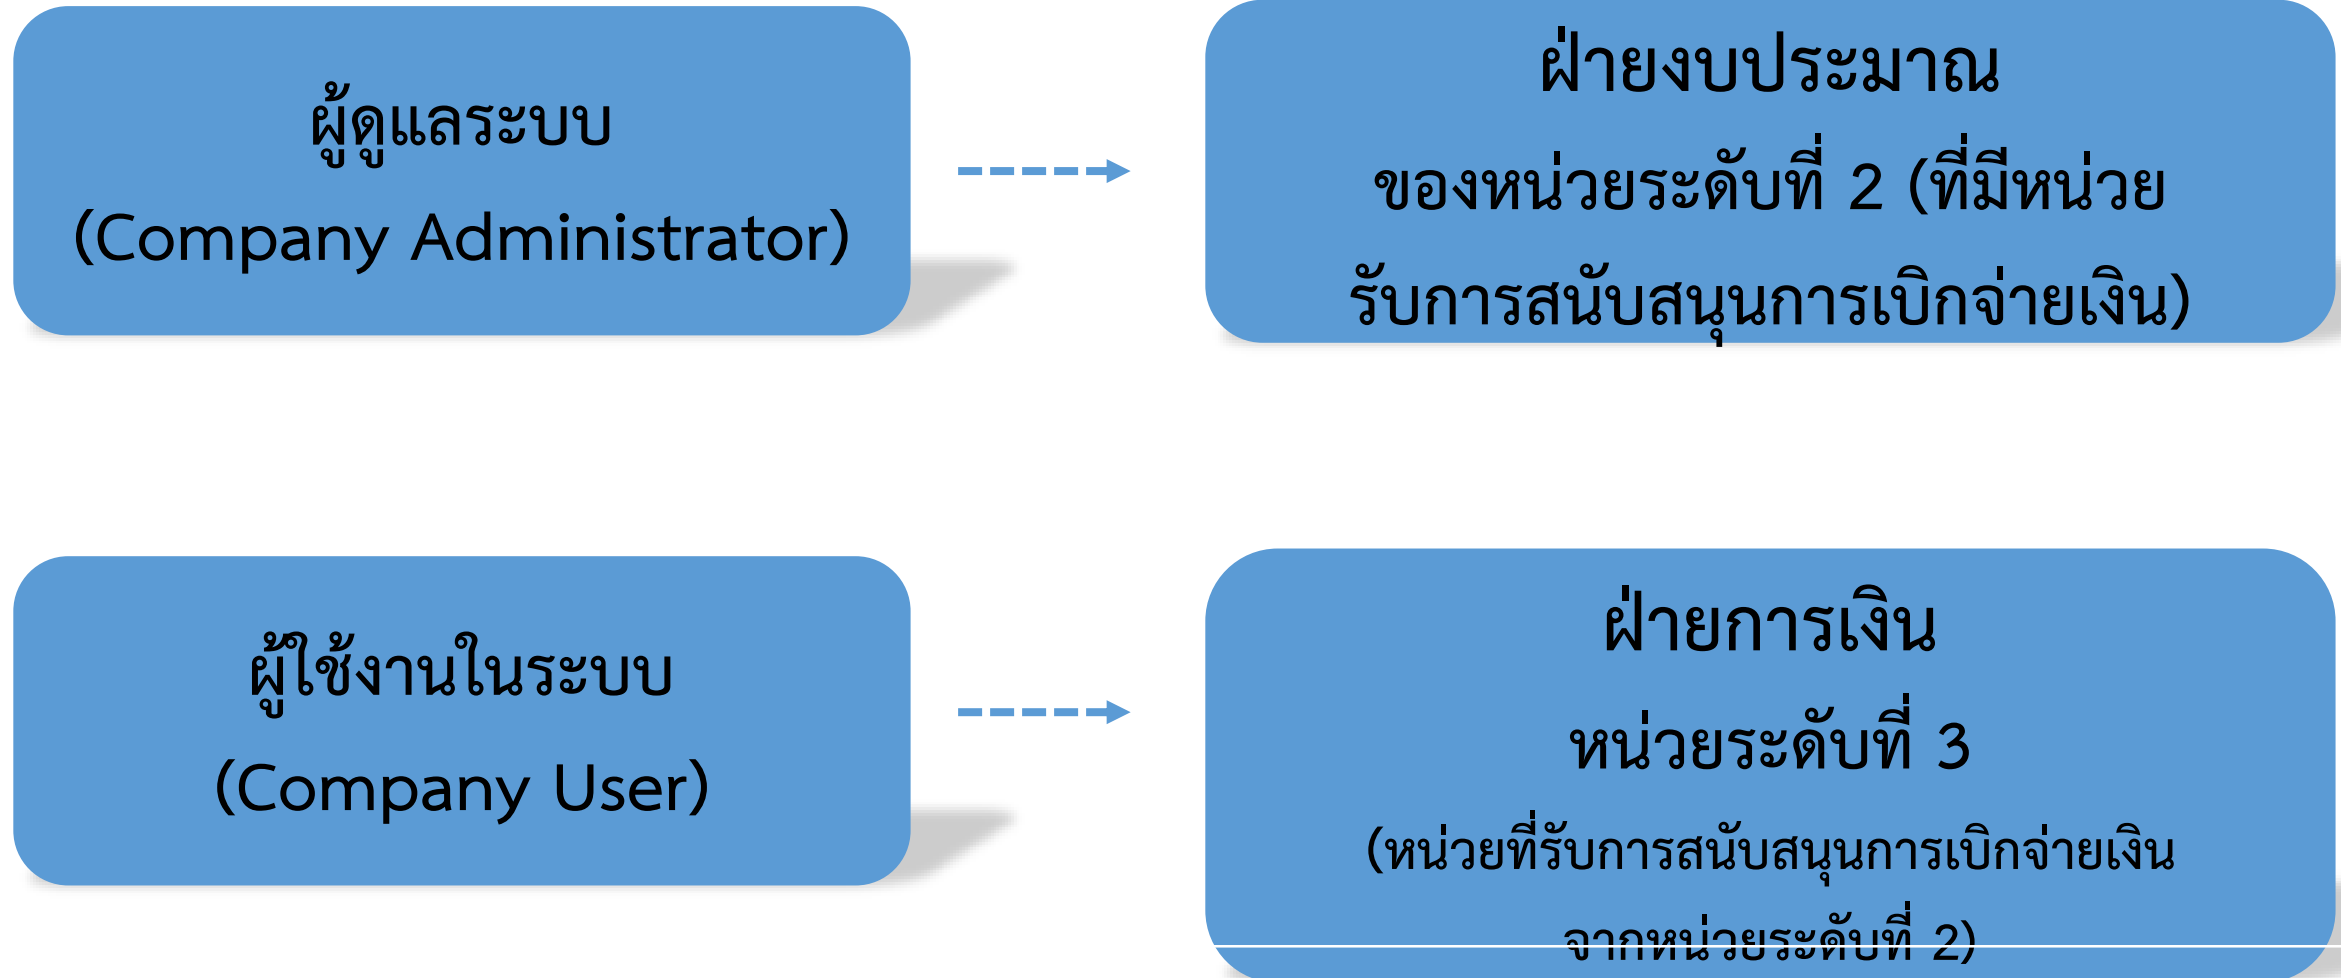 ผู้ดูแลระบบ
(Company Administrator)
ฝ่ายงบประมาณ
ของหน่วยระดับที่ 2 (ที่มีหน่วย
รับการสนับสนุนการเบิกจ่ายเงิน)
ผู้ใช้งานในระบบ
(Company User)
ฝ่ายการเงิน
หน่วยระดับที่ 3
(หน่วยที่รับการสนับสนุนการเบิกจ่ายเงิน
จากหน่วยระดับที่ 2)